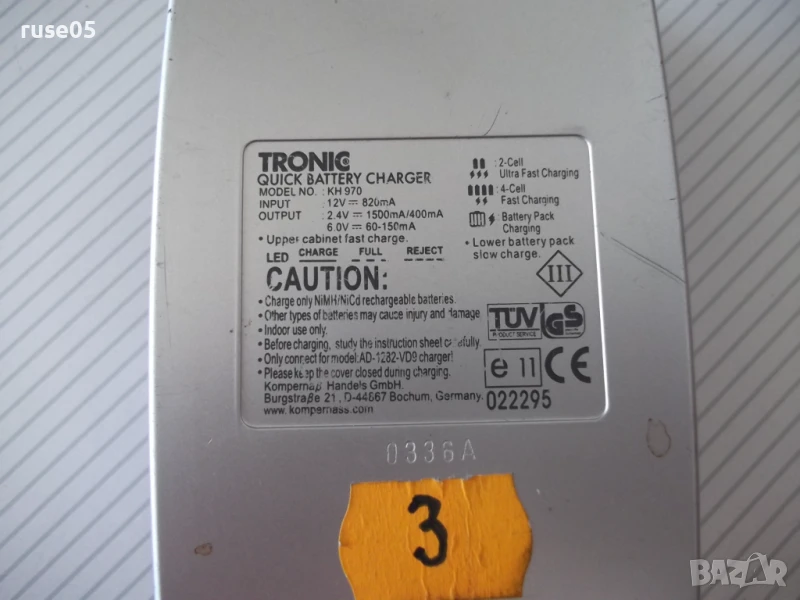 ruse05
TRONIC
QUICK BATTERY CHARGER
MODEL NO. : KH 970
INPUT : 12V ⎓ 820mA
OUTPUT : 2.4V ⎓ 1500mA/400mA
6.0V ⎓ 60-150mA
• Upper cabinet fast charge.
LED CHARGE FULL REJECT
: 2-Cell
Ultra Fast Charging
: 4-Cell
Fast Charging
: Battery Pack
Charging
• Lower battery pack
slow charge.
III
CAUTION:
• Charge only NiMH/NiCd rechargeable batteries.
• Other types of batteries may cause injury and damage
• Indoor use only.
• Before charging, study the instruction sheet carefully.
• Only connect for model:AD-1282-VD9 charger!
• Please keep the cover closed during charging.
Kompernaß Handels GmbH.
Burgstraße 21, D-44867 Bochum, Germany.
www.kompernass.com
TÜV GS
PRODUCT SERVICE
e 11 CE
022295
0336A
3
BAZAR